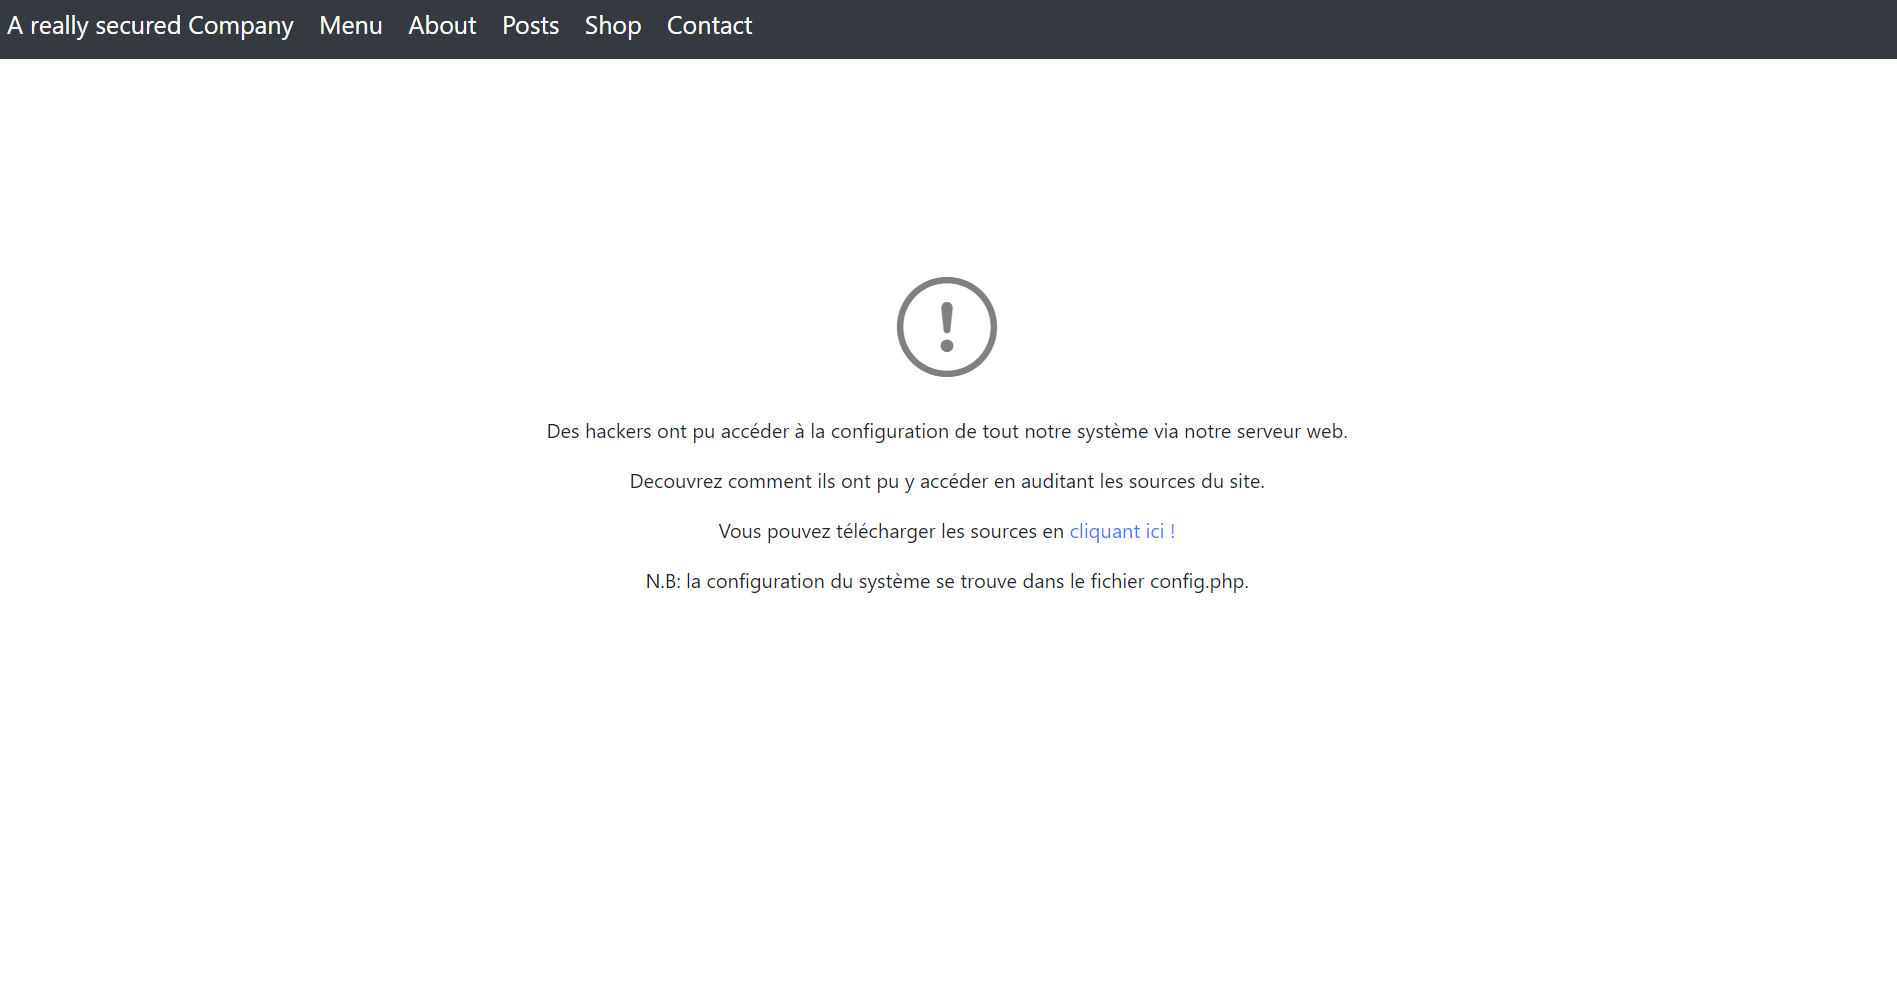 A really secured Company Menu About Posts Shop Contact
Des hackers ont pu accéder à la configuration de tout notre système via notre serveur web.
Decouvrez comment ils ont pu y accéder en auditant les sources du site.
Vous pouvez télécharger les sources en cliquant ici !
N.B: la configuration du système se trouve dans le fichier config.php.